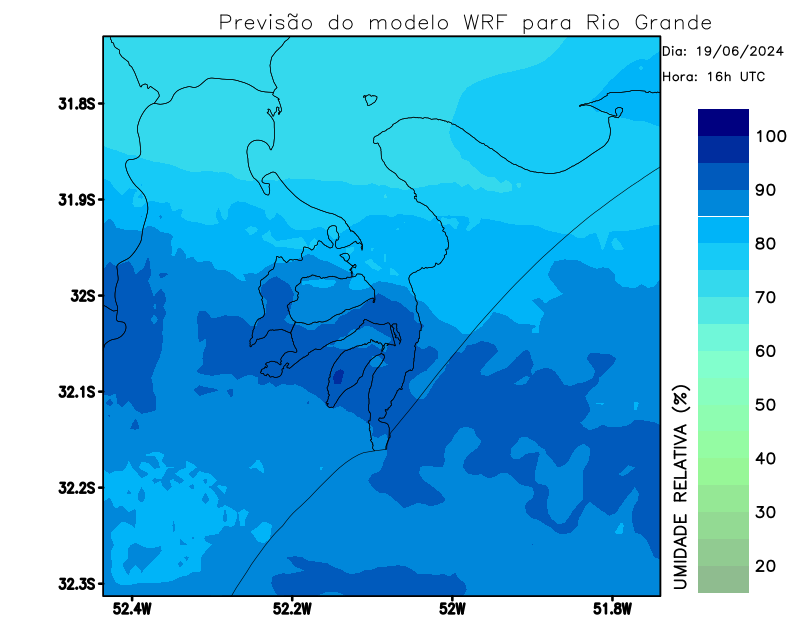 Previsão do modelo WRF para Rio Grande
Dia: 19/06/2024
Hora: 16h UTC
31.8S
31.9S
32S
32.1S
32.2S
32.3S
52.4W
52.2W
52W
51.8W
100
90
80
70
60
50
40
30
20
UMIDADE RELATIVA (%)